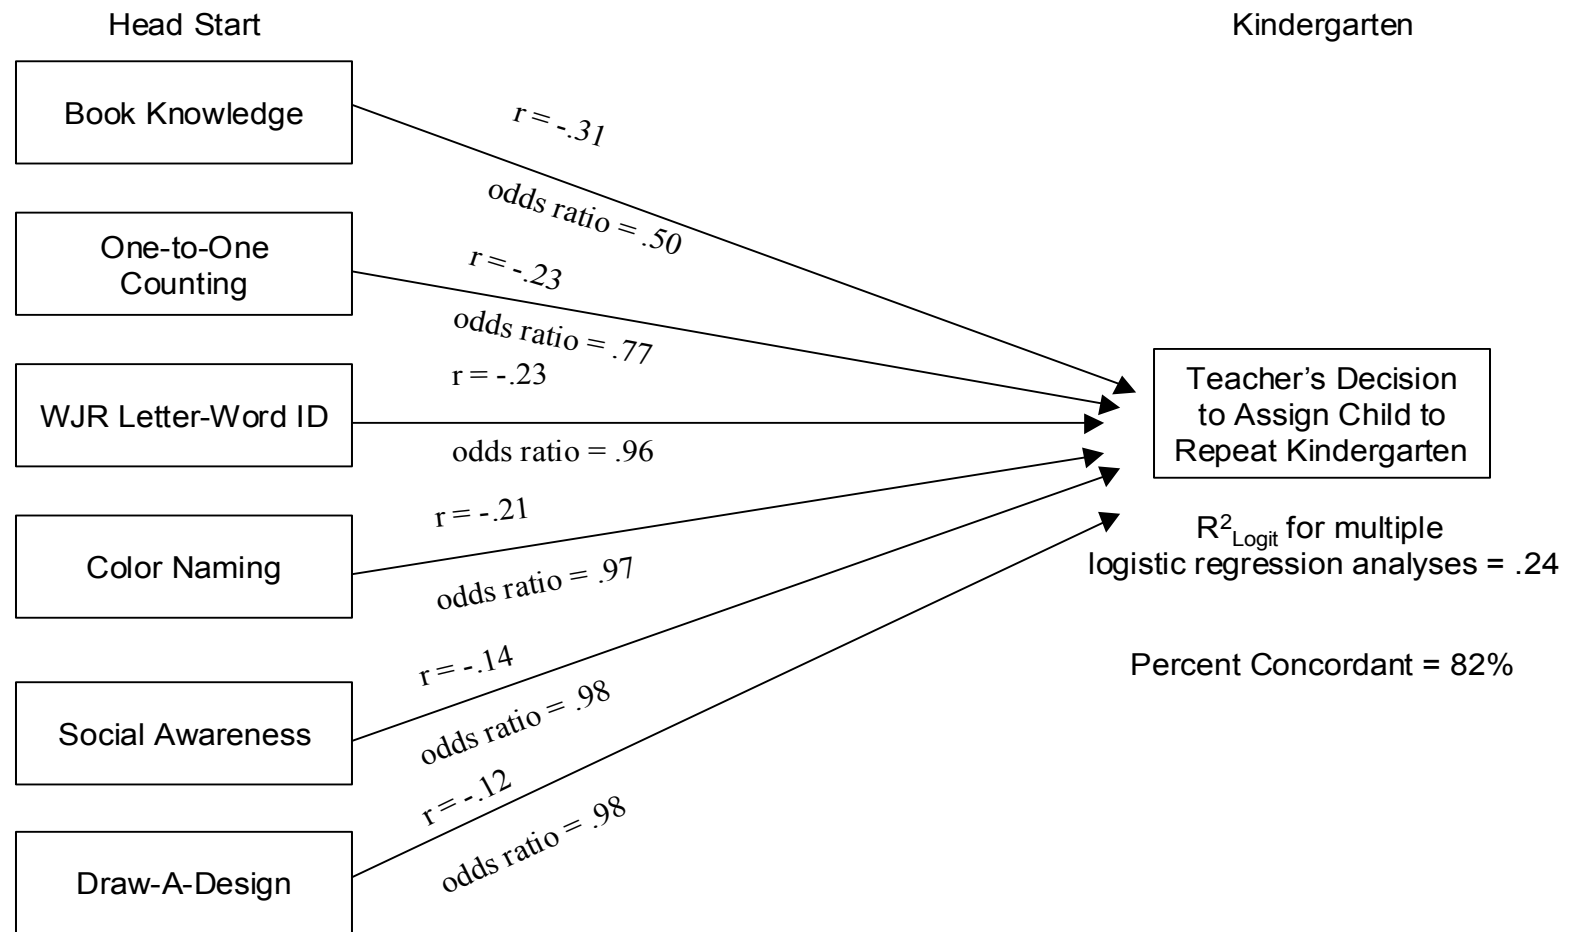 Head Start
Kindergarten
Book Knowledge
r = -.31
odds ratio = .50
One-to-One
Counting
r = -.23
odds ratio = .77
WJR Letter-Word ID
r = -.23
odds ratio = .96
Color Naming
r = -.21
odds ratio = .97
Social Awareness
r = -.14
odds ratio = .98
Draw-A-Design
r = -.12
odds ratio = .98
Teacher’s Decision
to Assign Child to
Repeat Kindergarten
R²Logit for multiple
logistic regression analyses = .24
Percent Concordant = 82%